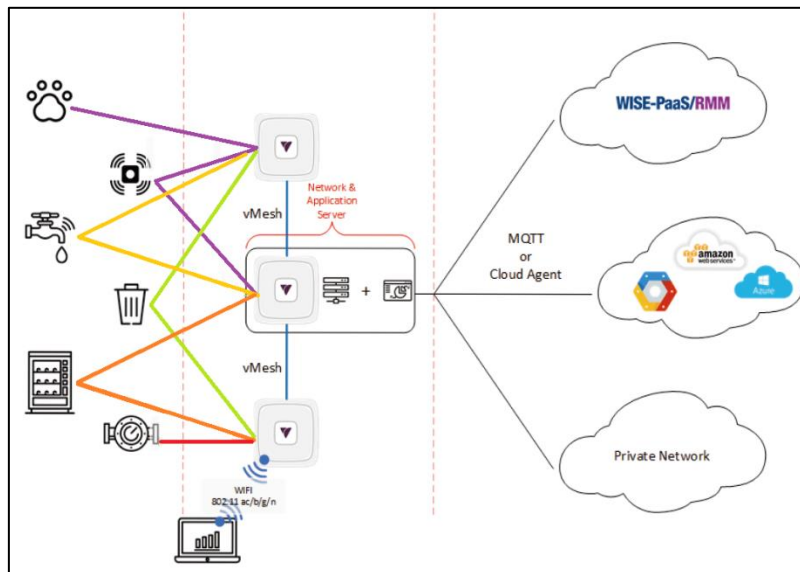 WISE-PaaS/RMM
Network &
Application
Server
vMesh
MQTT
or
Cloud Agent
amazon
web services™
Azure
vMesh
Private Network
WIFI
802.11 ac/b/g/n